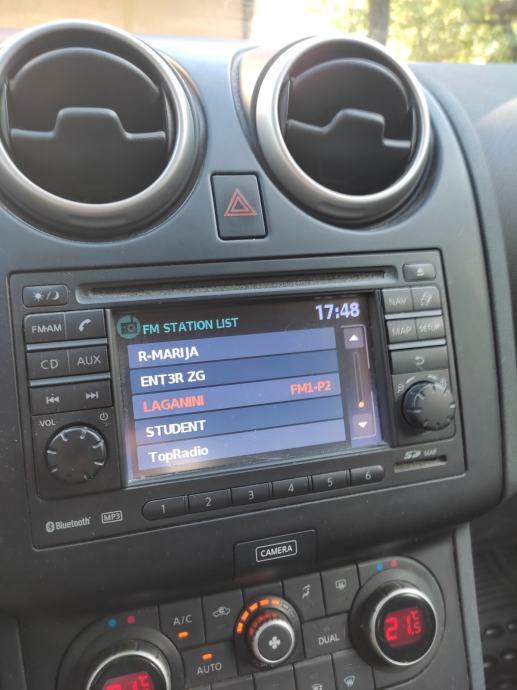 FM STATION LIST 17:48
FM·AM
NAV
R-MARIJA
MAP SETUP
CD AUX
ENT3R ZG
LAGANINI FM1-P2
VOL
STUDENT
TopRadio
SD MAP
1 2 3 4 5 6
Bluetooth MP3
CAMERA
A/C
AUTO
DUAL
21.5°C
21°C